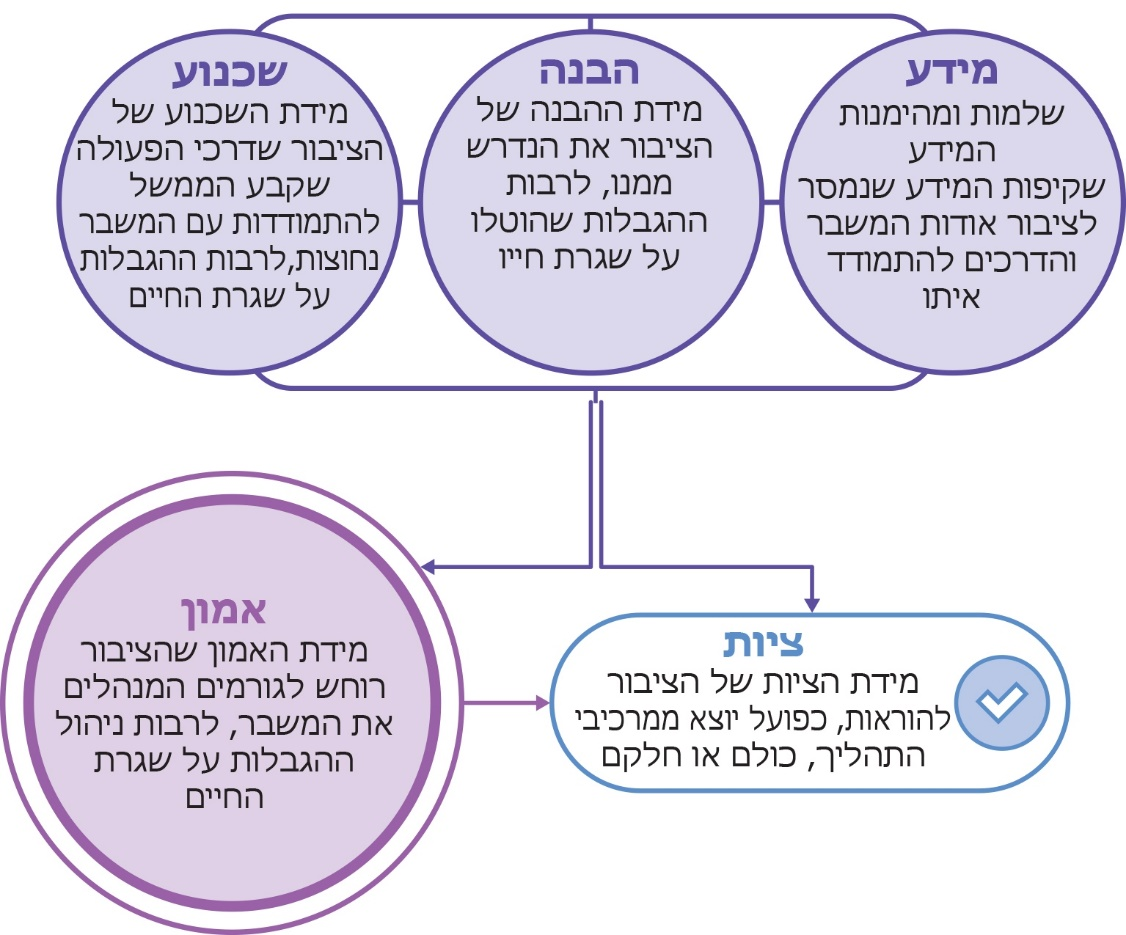 מידע
שלמות ומהימנות
המידע
שקיפות המידע שנמסר
לציבור אודות המשבר
והדרכים להתמודד
איתו
הבנה
מידת ההבנה של
הציבור את הנדרש
ממנו, לרבות
ההגבלות שהוטלו
על שגרת חייו
שכנוע
מידת השכנוע של
הציבור שדרכי הפעולה
שקבע הממשל
להתמודדות עם המשבר
נחוצות,לרבות ההגבלות
על שגרת החיים
אמון
מידת האמון שהציבור
רוחש לגורמים המנהלים
את המשבר, לרבות ניהול
ההגבלות על שגרת
החיים
ציות
מידת הציות של הציבור
להוראות, כפועל יוצא ממרכיבי
התהליך, כולם או חלקם